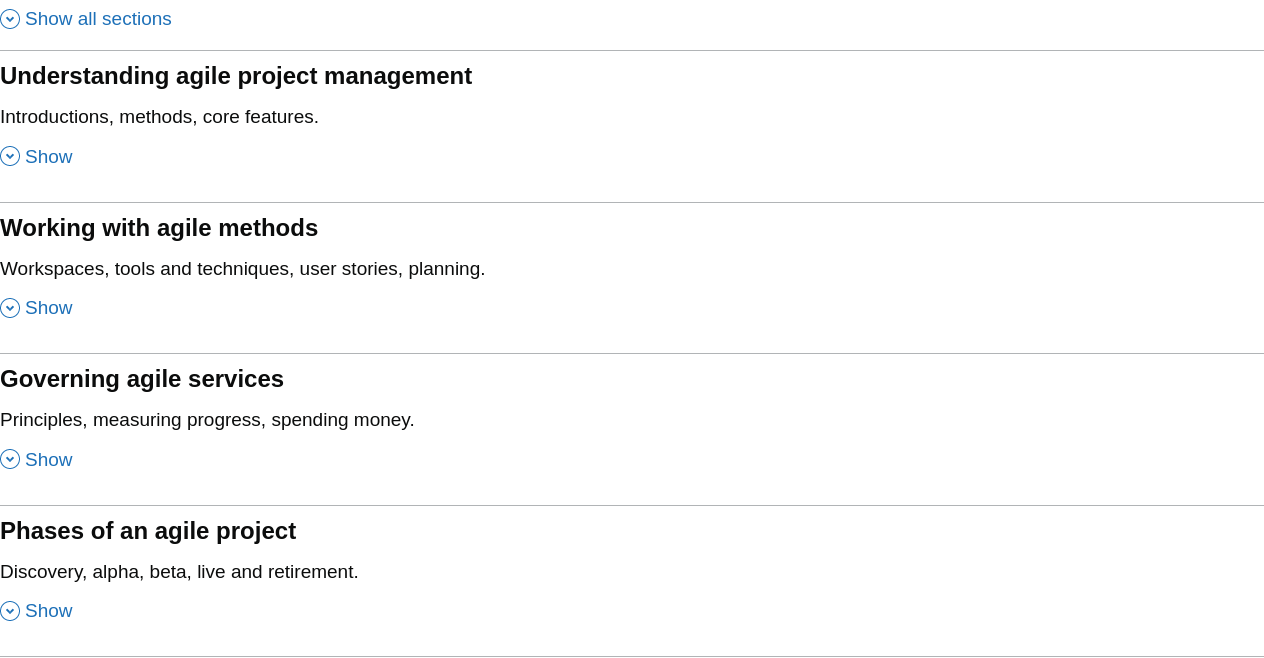 Show all sections
Understanding agile project management
Introductions, methods, core features.
Show
Working with agile methods
Workspaces, tools and techniques, user stories, planning.
Show
Governing agile services
Principles, measuring progress, spending money.
Show
Phases of an agile project
Discovery, alpha, beta, live and retirement.
Show